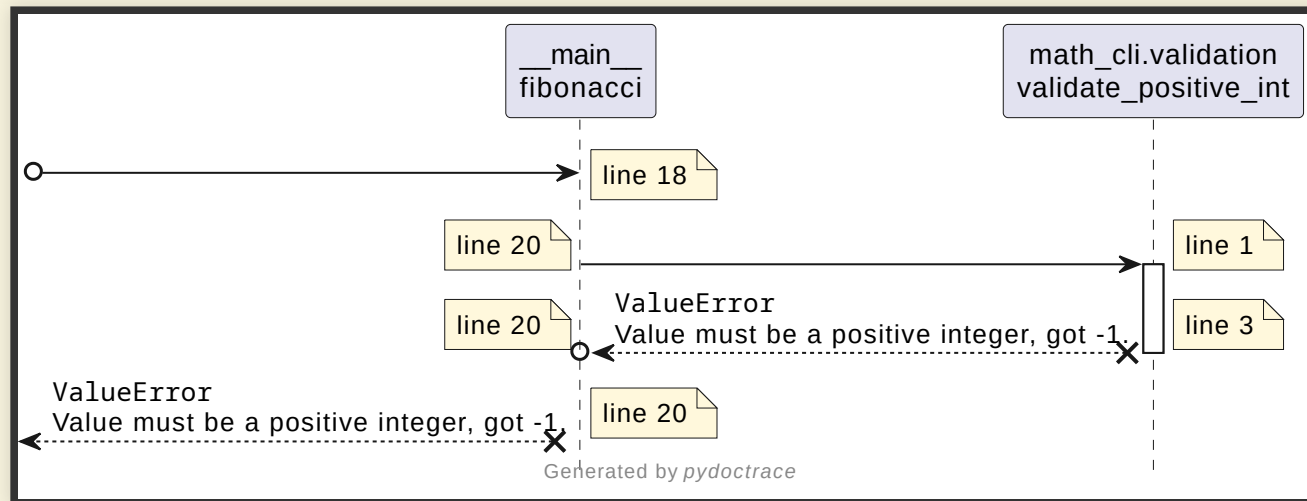 __main__
fibonacci
math_cli.validation
validate_positive_int
line 18
line 20
line 1
ValueError
Value must be a positive integer, got -1.
line 20
line 3
ValueError
Value must be a positive integer, got -1.
line 20
Generated by pydoctrace